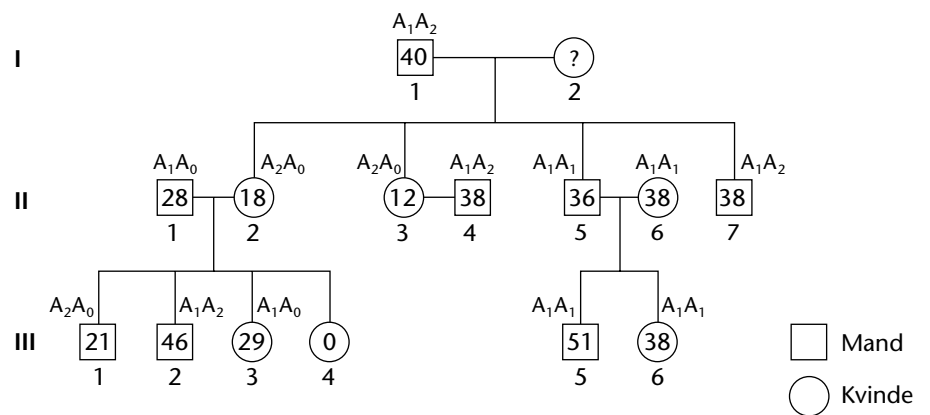 A₁A₂
I 40 ?
1 2
A₁A₀ A₂A₀ A₂A₀ A₁A₂ A₁A₁ A₁A₁ A₁A₂
II 28 18 12 38 36 38 38
1 2 3 4 5 6 7
A₂A₀ A₁A₂ A₁A₀ A₁A₁ A₁A₁
III 21 46 29 0 51 38 Mand
1 2 3 4 5 6
Kvinde